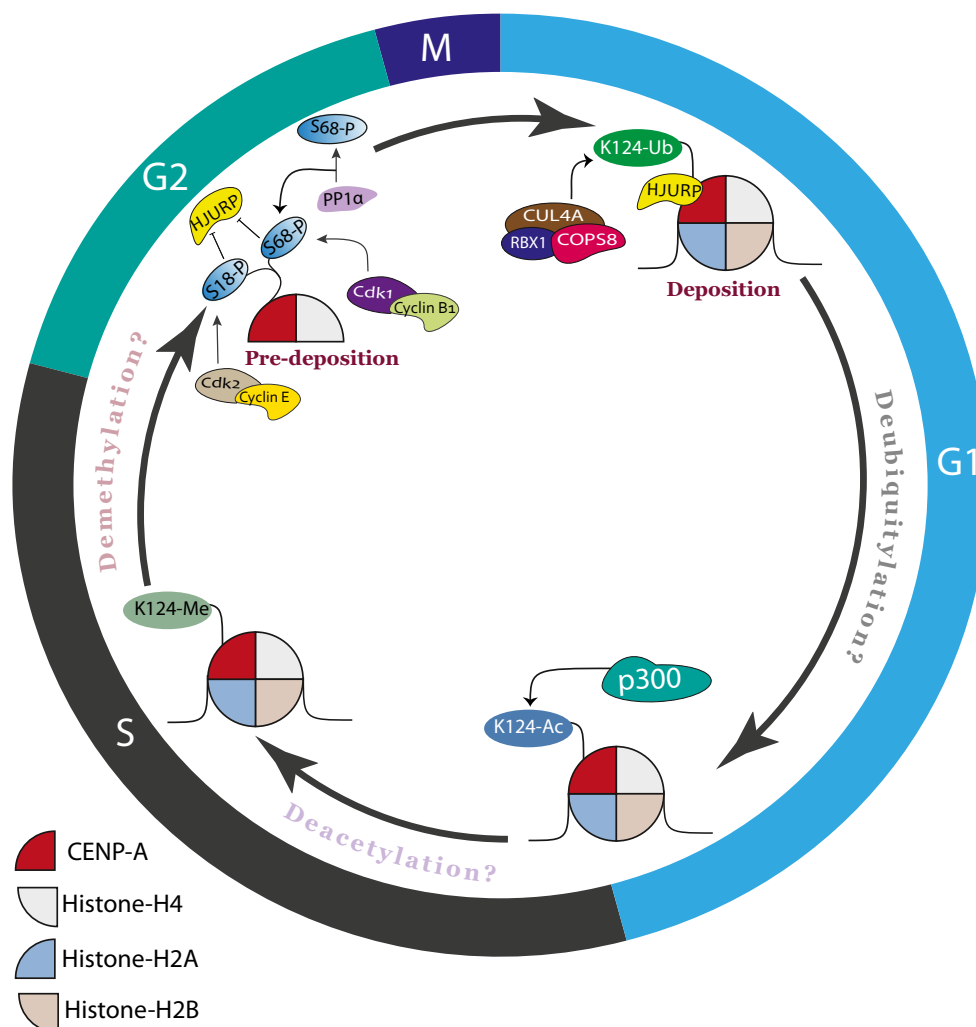 M
S68-P
K124-Ub
G2
PP1α
HJURP
HJURP
CUL4A
S68-P
RBX1
COPS8
S18-P
Cdk1
Deposition
Cyclin B1
Pre-deposition
Cdk2
Cyclin E
Demethylation?
Deubiquitylation?
G1
K124-Me
p300
S
K124-Ac
Deacetylation?
CENP-A
Histone-H4
Histone-H2A
Histone-H2B